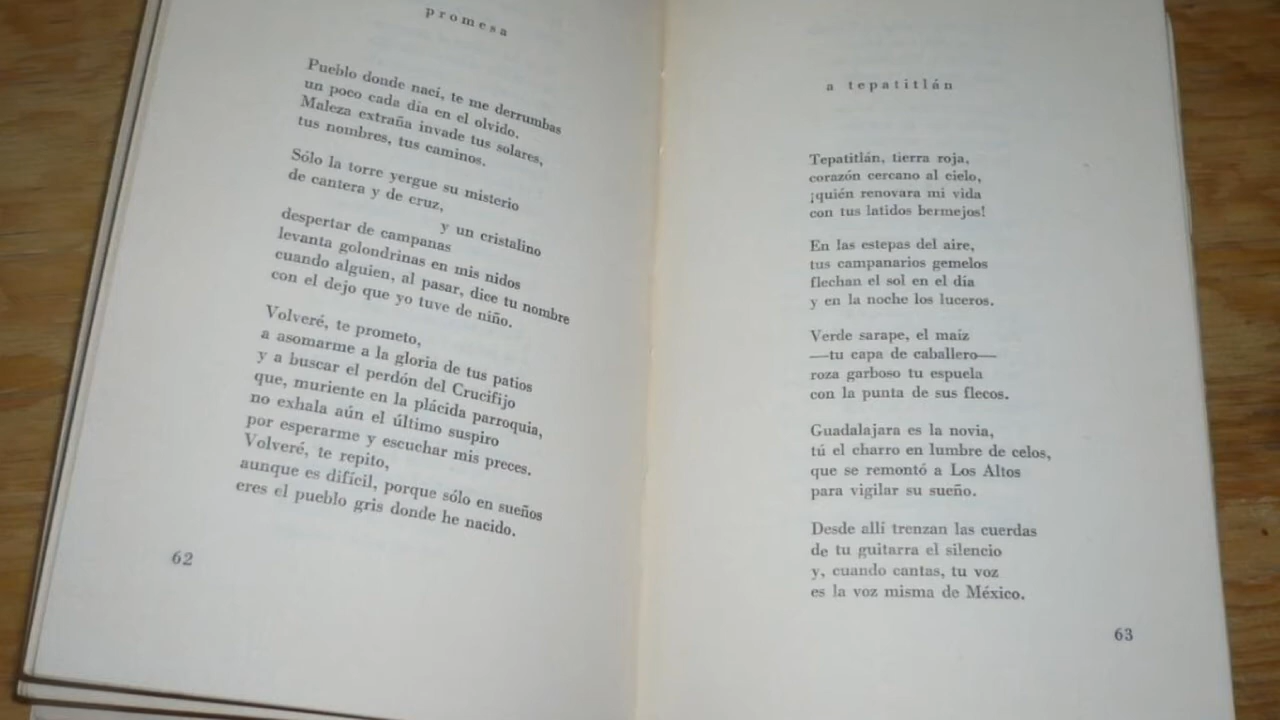 promesa
Pueblo donde nací, te me derrumbas
un poco cada día en el olvido.
Maleza extraña invade tus solares,
tus nombres, tus caminos.
Sólo la torre yergue su misterio
de cantera y de cruz,
y un cristalino
despertar de campanas
levanta golondrinas en mis nidos
cuando alguien, al pasar, dice tu nombre
con el dejo que yo tuve de niño.
Volveré, te prometo,
a asomarme a la gloria de tus patios
y a buscar el perdón del Crucifijo
que, muriente en la plácida parroquia,
no exhala aún el último suspiro
por esperarme y escuchar mis preces.
Volveré, te repito,
aunque es difícil, porque sólo en sueños
eres el pueblo gris donde he nacido.
62
a tepatitlán
Tepatitlán, tierra roja,
corazón cercano al cielo,
¡quién renovara mi vida
con tus latidos bermejos!
En las estepas del aire,
tus campanarios gemelos
flechan el sol en el día
y en la noche los luceros.
Verde sarape, el maíz
—tu capa de caballero—
roza garboso tu espuela
con la punta de sus flecos.
Guadalajara es la novia,
tú el charro en lumbre de celos,
que se remontó a Los Altos
para vigilar su sueño.
Desde allí trenzan las cuerdas
de tu guitarra el silencio
y, cuando cantas, tu voz
es la voz misma de México.
63